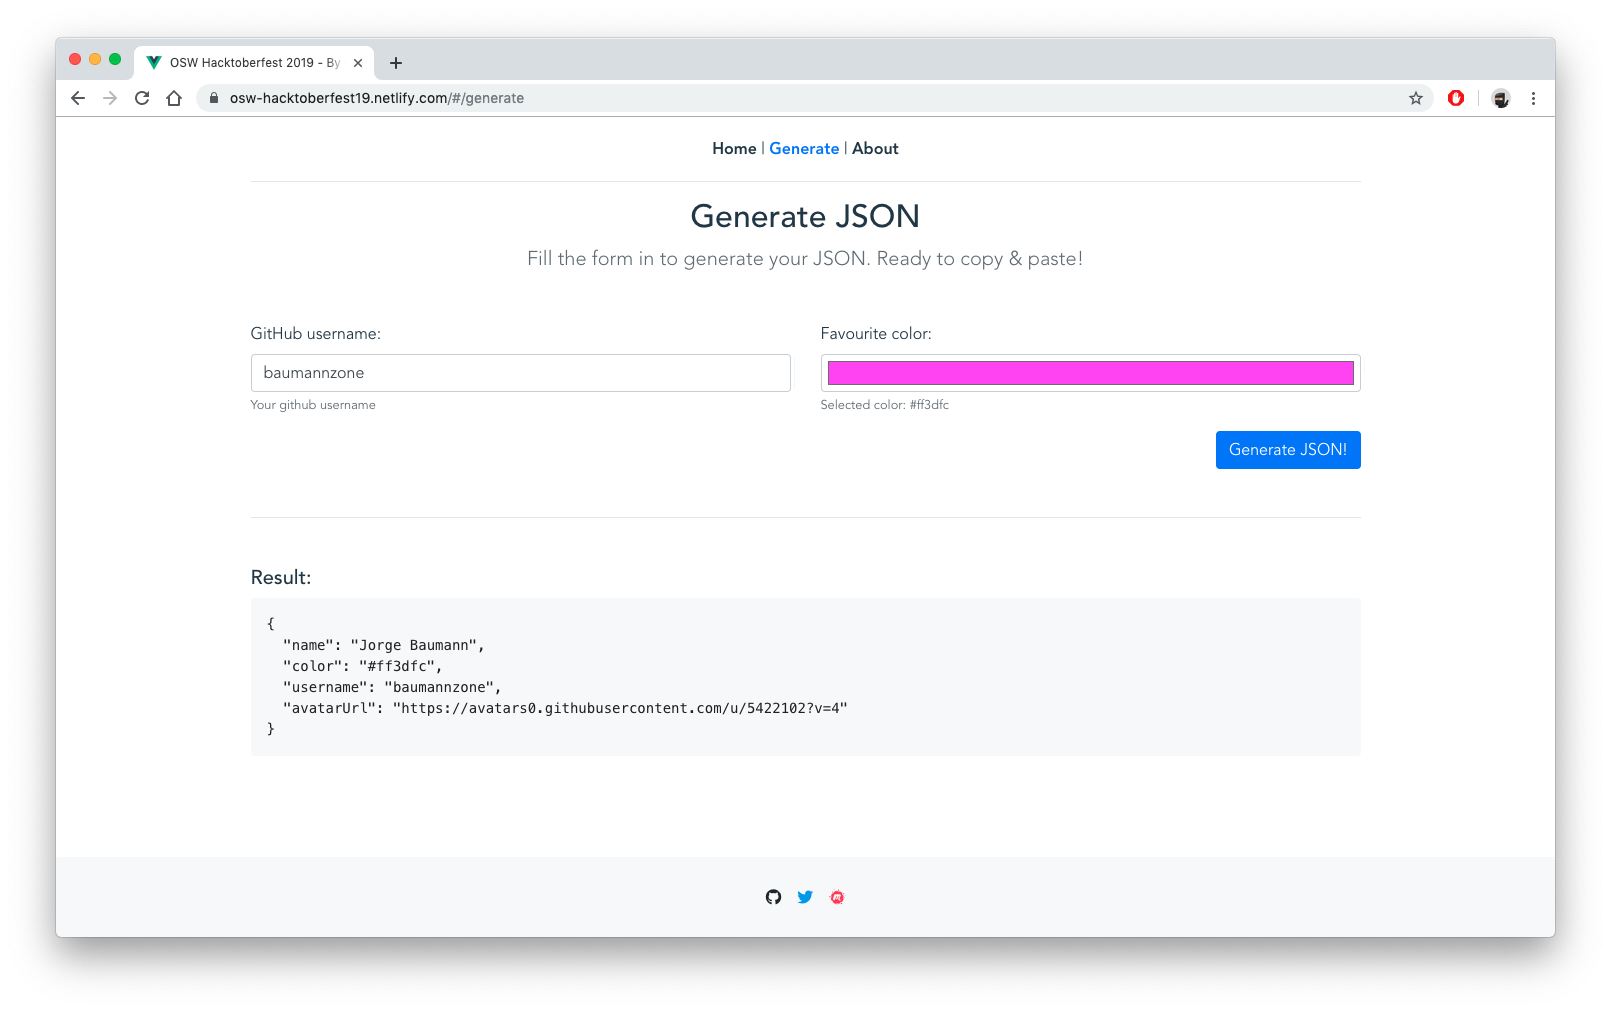 OSW Hacktoberfest 2019 - By
osw-hacktoberfest19.netlify.com/#/generate
Home | Generate | About
Generate JSON
Fill the form in to generate your JSON. Ready to copy & paste!
GitHub username:
Favourite color:
baumannzone
Your github username
Selected color: #ff3dfc
Generate JSON!
Result:
{
"name": "Jorge Baumann",
"color": "#ff3dfc",
"username": "baumannzone",
"avatarUrl": "https://avatars0.githubusercontent.com/u/5422102?v=4"
}